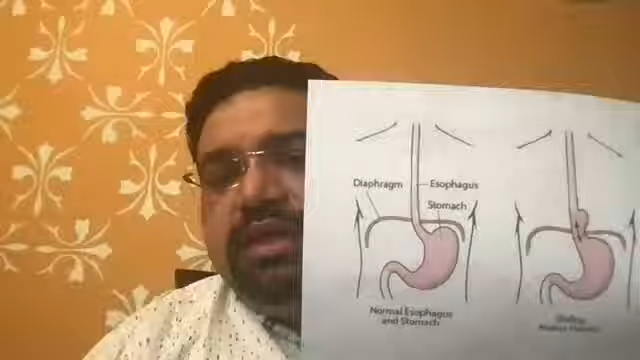 Diaphragm
Esophagus
Stomach
Normal Esophagus
and Stomach